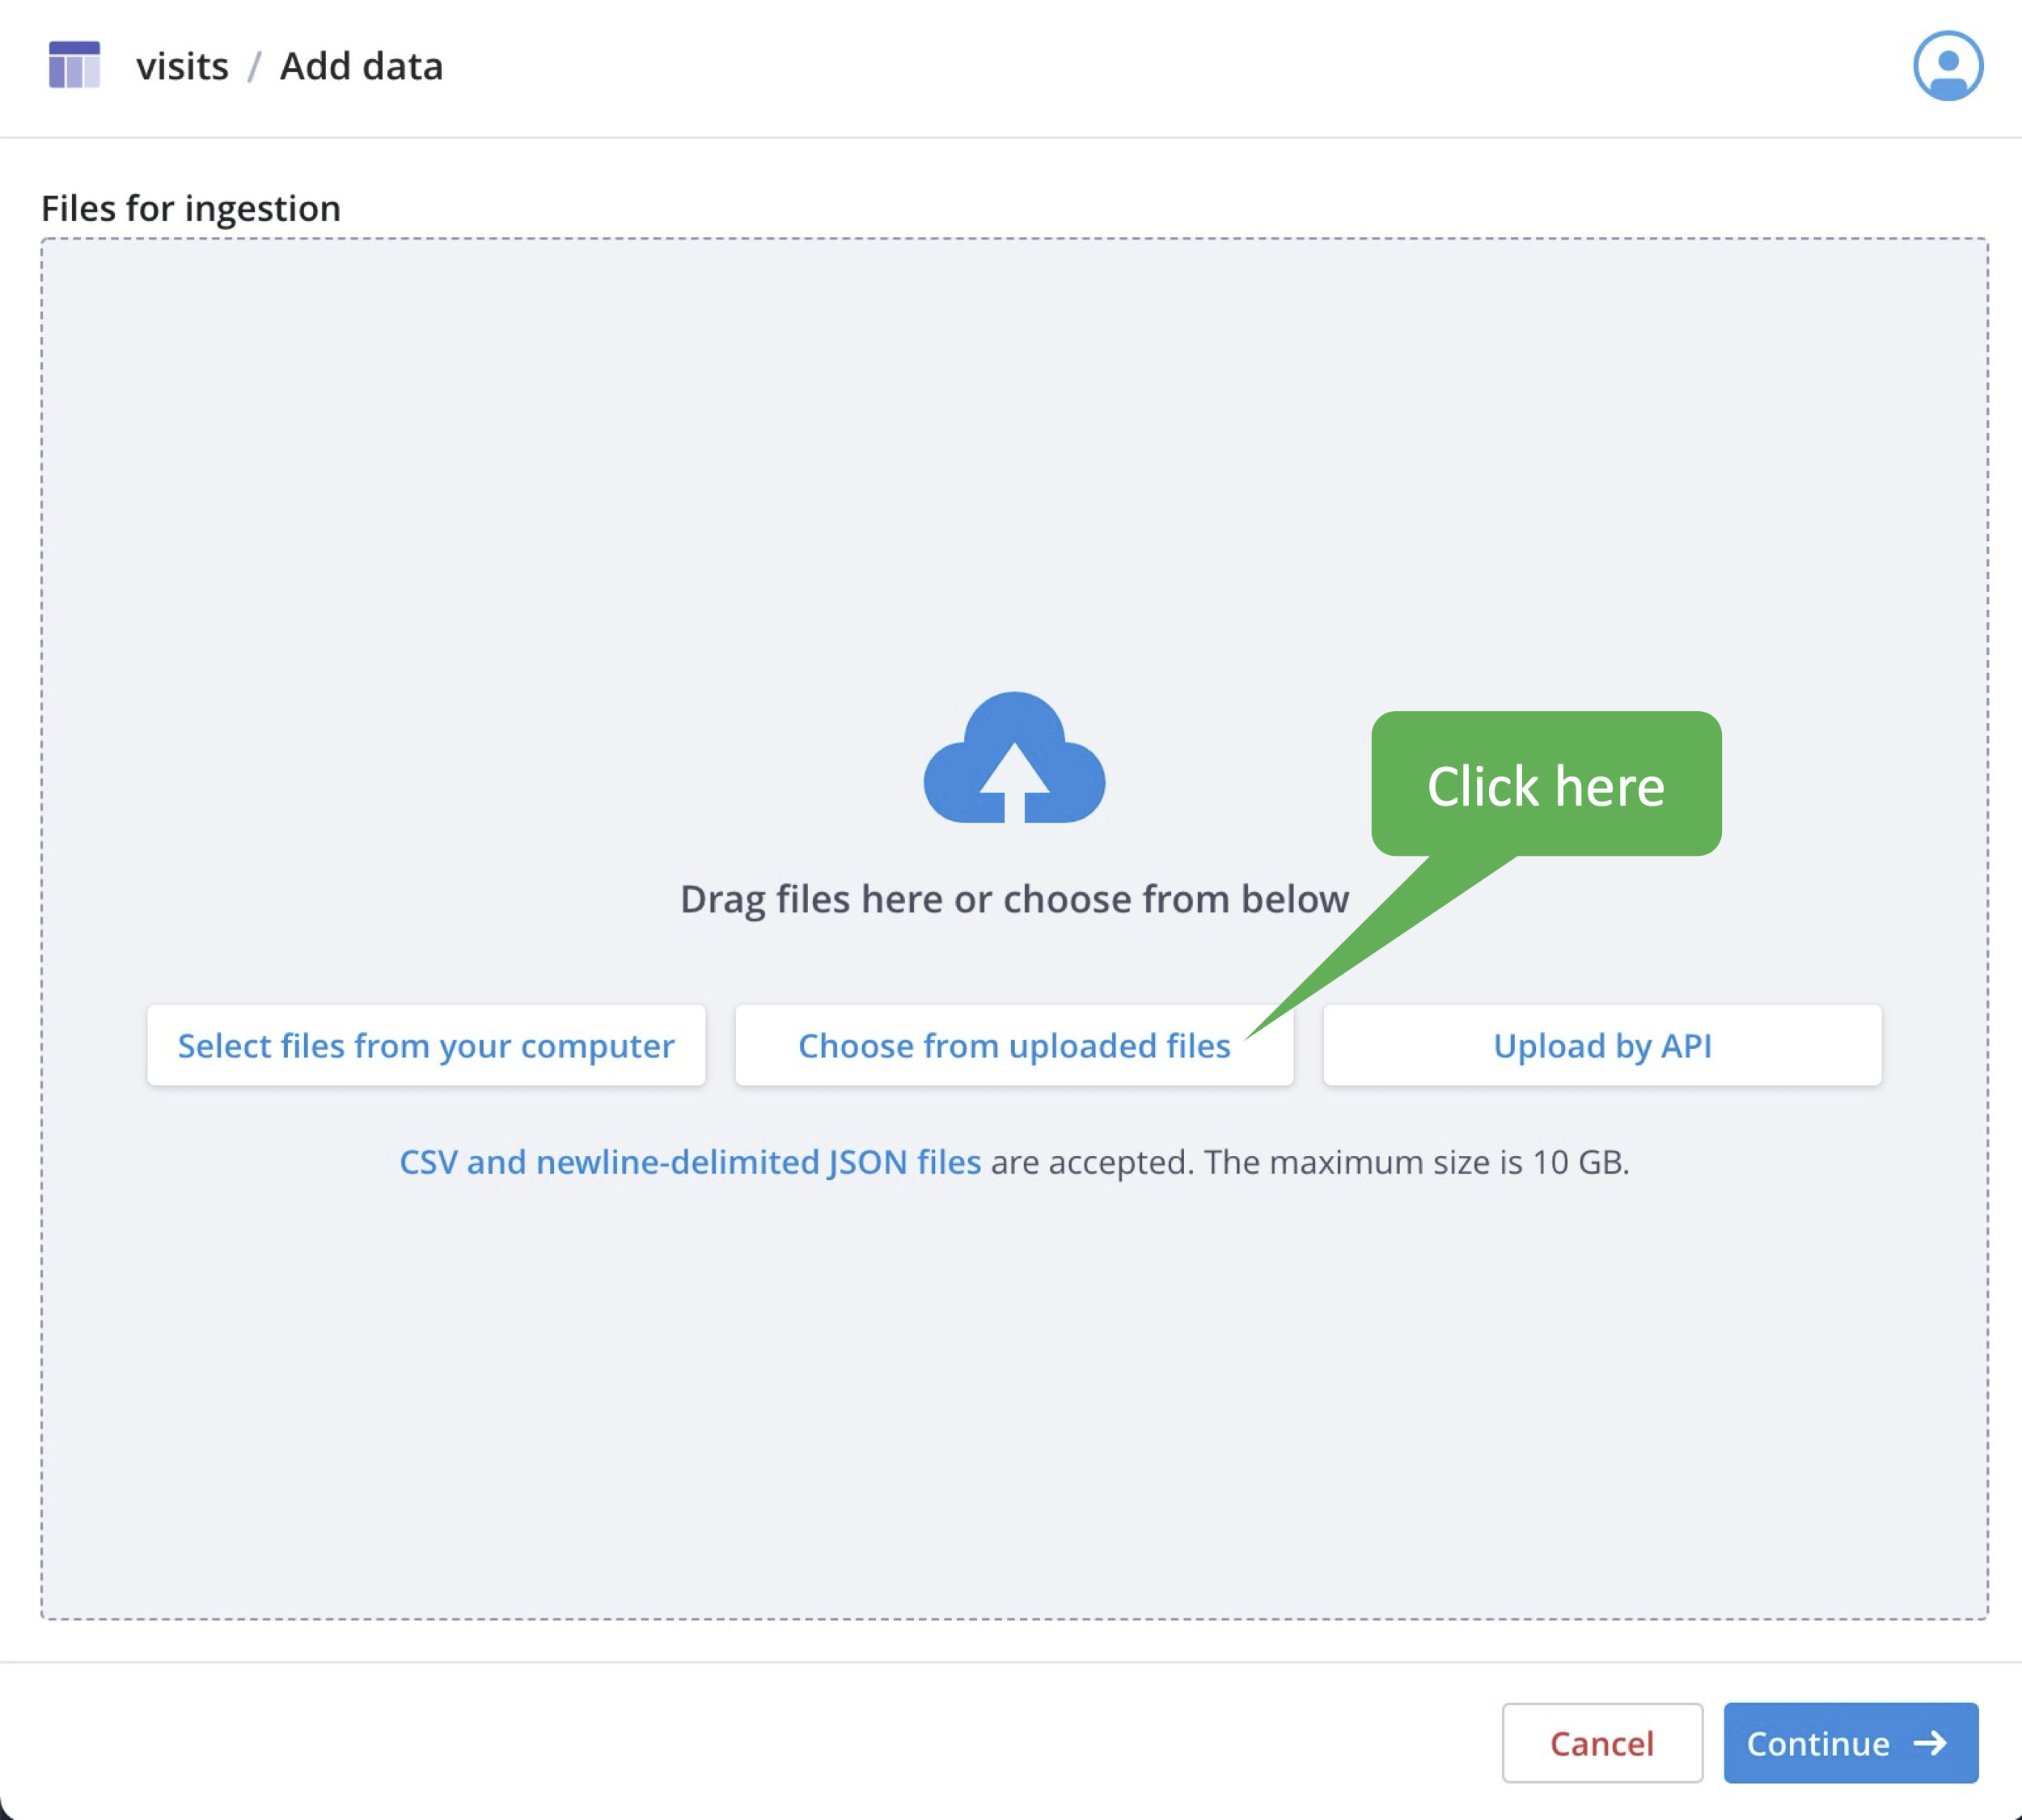 visits / Add data
Files for ingestion
Click here
Drag files here or choose from below
Select files from your computer
Choose from uploaded files
Upload by API
CSV and newline-delimited JSON files are accepted. The maximum size is 10 GB.
Cancel
Continue →